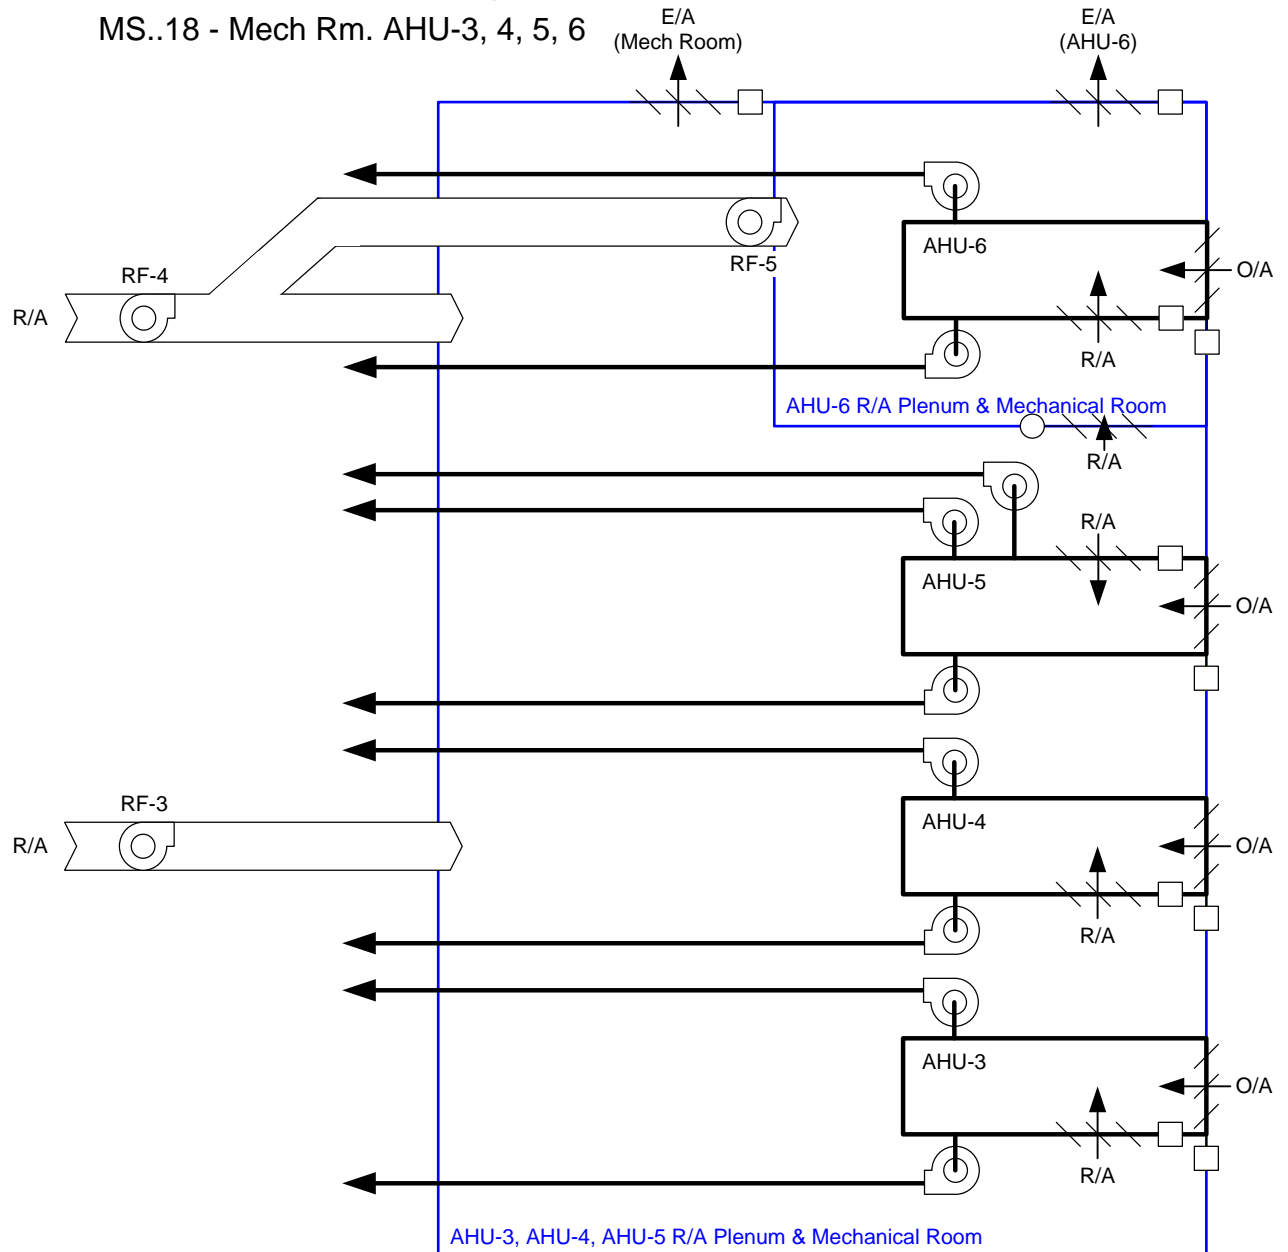 MS..18 - Mech Rm. AHU-3, 4, 5, 6
E/A
(Mech Room)
E/A
(AHU-6)
AHU-6
RF-5
RF-4
O/A
R/A
R/A
AHU-6 R/A Plenum & Mechanical Room
R/A
R/A
AHU-5
O/A
RF-3
AHU-4
R/A
O/A
R/A
AHU-3
O/A
R/A
AHU-3, AHU-4, AHU-5 R/A Plenum & Mechanical Room